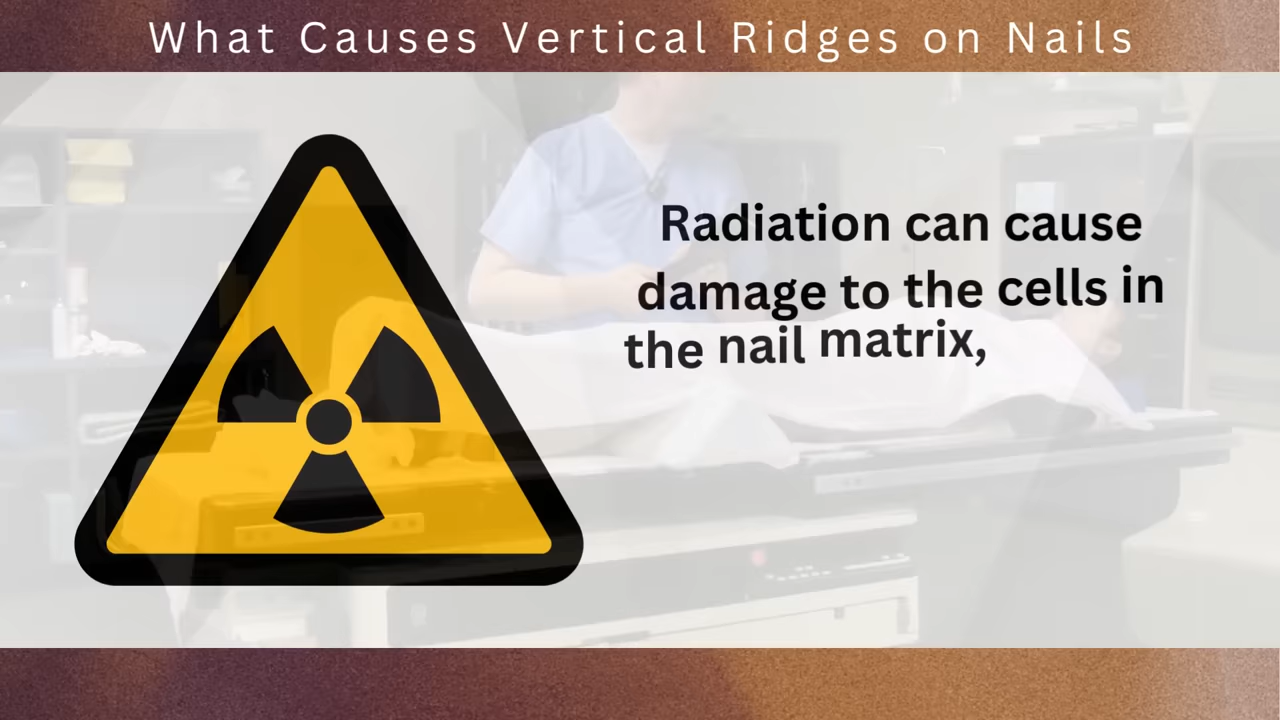 What Causes Vertical Ridges on Nails
Radiation can cause
damage to the cells in
the nail matrix,